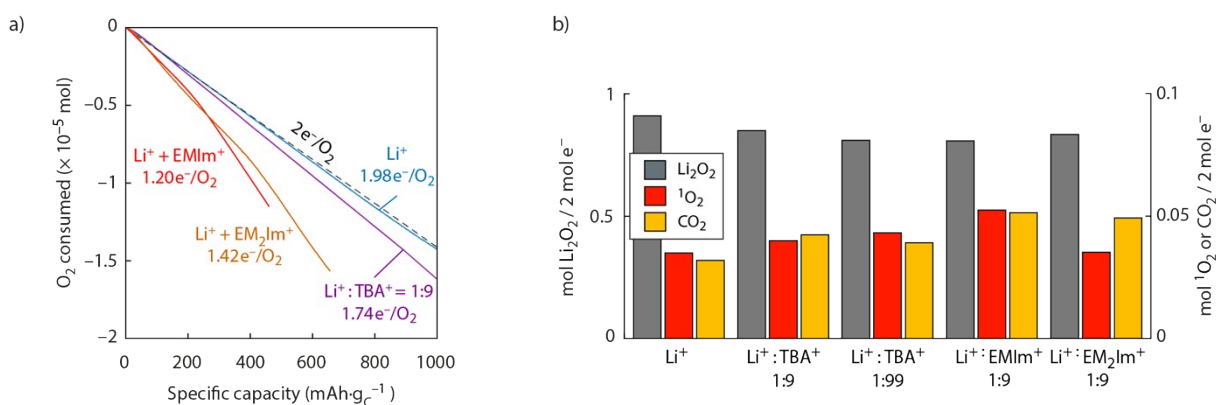 a)
O₂ consumed (× 10⁻⁵ mol)
0
−0.5
−1
−1.5
−2
2e⁻/O₂
Li⁺
1.98e⁻/O₂
Li⁺ + EMIm⁺
1.20e⁻/O₂
Li⁺ + EM₂Im⁺
1.42e⁻/O₂
Li⁺ : TBA⁺ = 1:9
1.74e⁻/O₂
0 200 400 600 800 1000
Specific capacity (mAh·g_C⁻¹)
b)
mol Li₂O₂ / 2 mol e⁻
1
0.5
0
Li₂O₂
¹O₂
CO₂
0.1
0.05
0
mol ¹O₂ or CO₂ / 2 mol e⁻
Li⁺ Li⁺ : TBA⁺ Li⁺ : TBA⁺ Li⁺ : EMIm⁺ Li⁺ : EM₂Im⁺
1:9 1:99 1:9 1:9